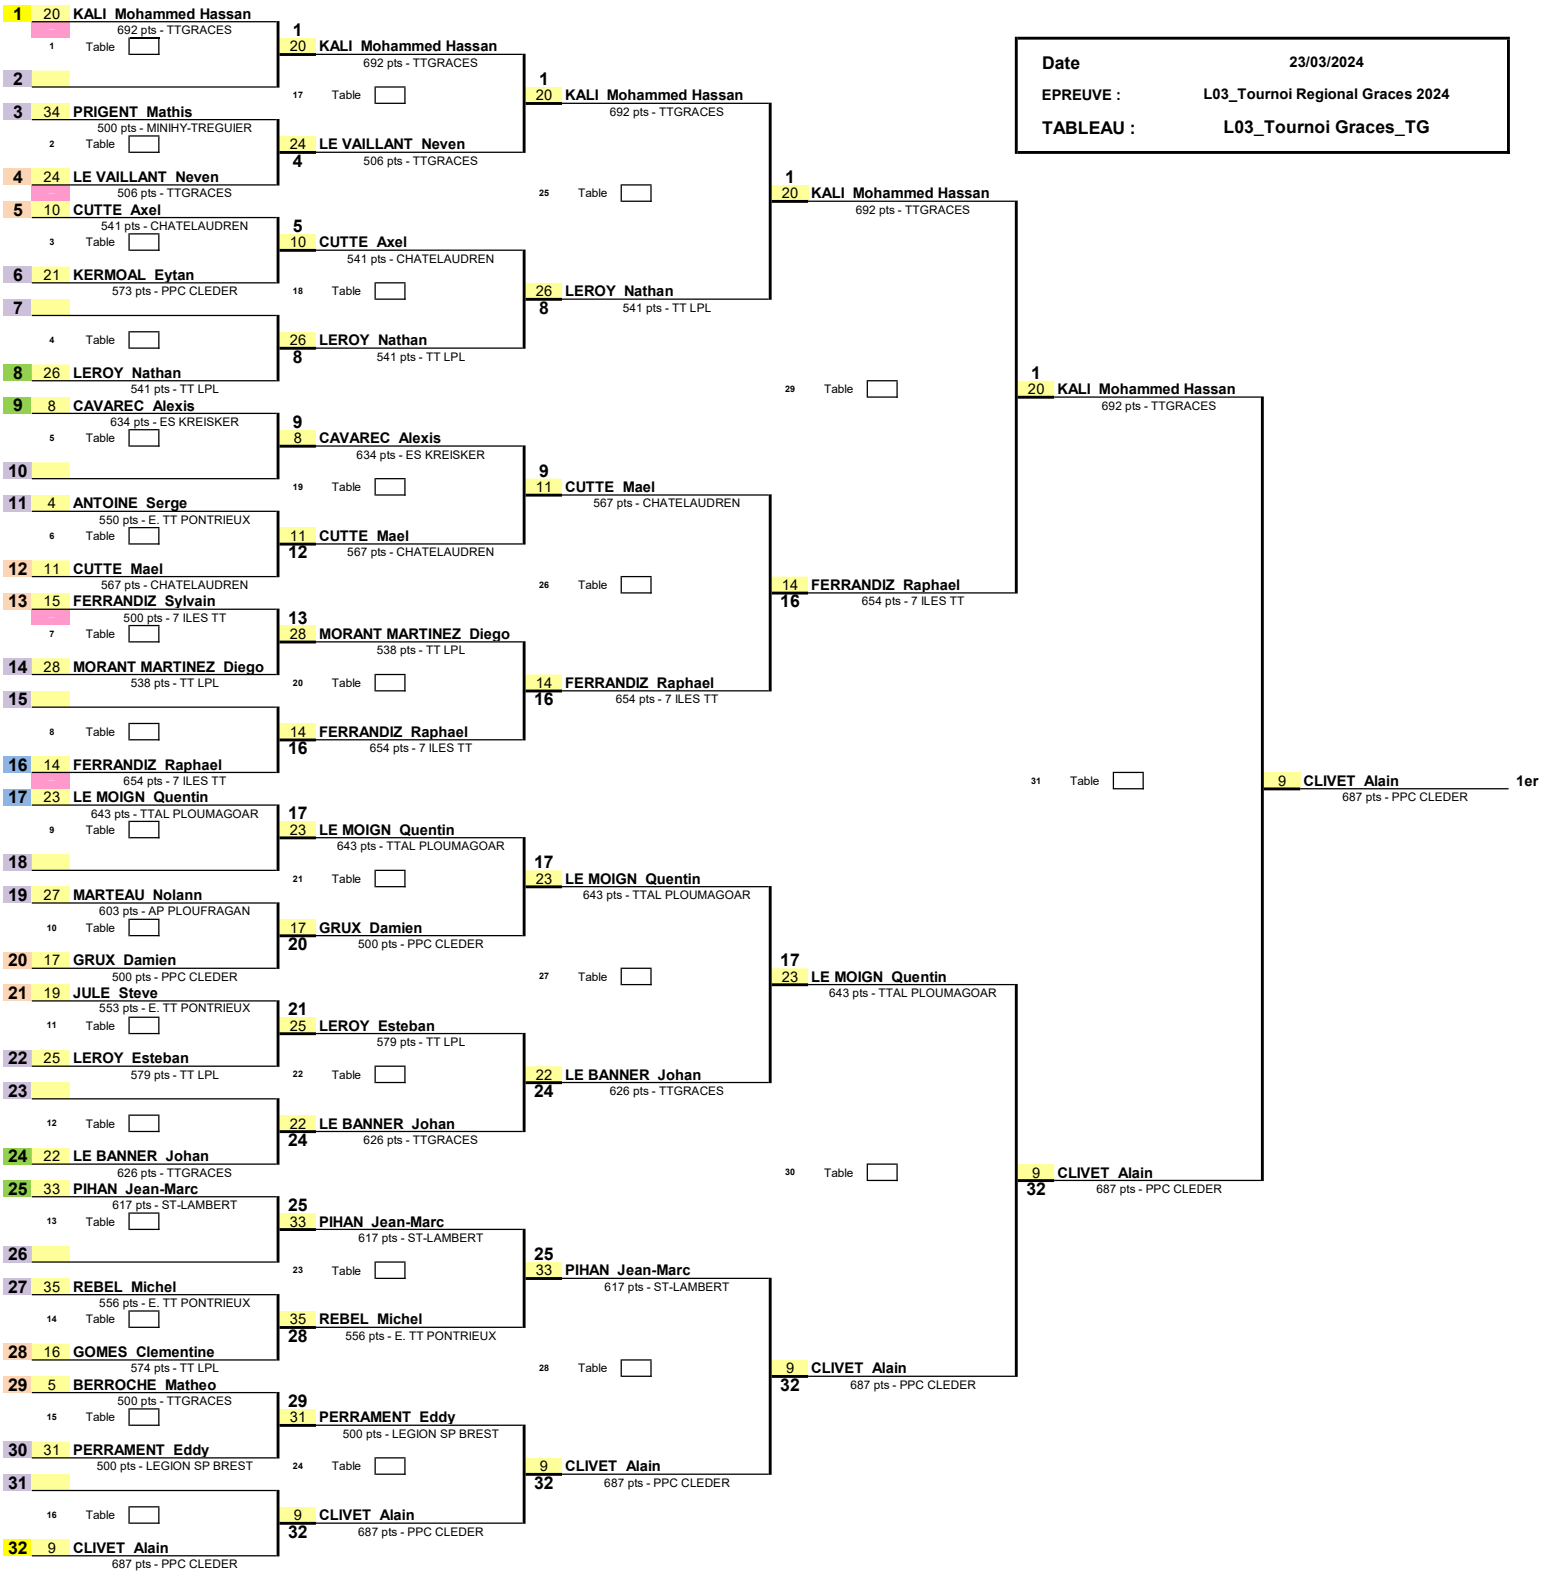 Date 23/03/2024
EPREUVE : L03_Tournoi Regional Graces 2024
TABLEAU : L03_Tournoi Graces_TG
1 20 KALI Mohammed Hassan
692 pts - TTGRACES
1 Table
2
3 34 PRIGENT Mathis
500 pts - MINIHY-TREGUIER
2 Table
4 24 LE VAILLANT Neven
506 pts - TTGRACES
5 10 CUTTE Axel
541 pts - CHATELAUDREN
3 Table
6 21 KERMOAL Eytan
573 pts - PPC CLEDER
7
4 Table
8 26 LEROY Nathan
541 pts - TT LPL
9 8 CAVAREC Alexis
634 pts - ES KREISKER
5 Table
10
11 4 ANTOINE Serge
550 pts - E. TT PONTRIEUX
6 Table
12 11 CUTTE Mael
567 pts - CHATELAUDREN
13 15 FERRANDIZ Sylvain
500 pts - 7 ILES TT
7 Table
14 28 MORANT MARTINEZ Diego
538 pts - TT LPL
15
8 Table
16 14 FERRANDIZ Raphael
654 pts - 7 ILES TT
17 23 LE MOIGN Quentin
643 pts - TTAL PLOUMAGOAR
9 Table
18
19 27 MARTEAU Nolann
603 pts - AP PLOUFRAGAN
10 Table
20 17 GRUX Damien
500 pts - PPC CLEDER
21 19 JULE Steve
553 pts - E. TT PONTRIEUX
11 Table
22 25 LEROY Esteban
579 pts - TT LPL
23
12 Table
24 22 LE BANNER Johan
626 pts - TTGRACES
25 33 PIHAN Jean-Marc
617 pts - ST-LAMBERT
13 Table
26
27 35 REBEL Michel
556 pts - E. TT PONTRIEUX
14 Table
28 16 GOMES Clementine
574 pts - TT LPL
29 5 BERROCHE Matheo
500 pts - TTGRACES
15 Table
30 31 PERRAMENT Eddy
500 pts - LEGION SP BREST
31
16 Table
32 9 CLIVET Alain
687 pts - PPC CLEDER
1
20 KALI Mohammed Hassan
692 pts - TTGRACES
17 Table
24 LE VAILLANT Neven
4 506 pts - TTGRACES
5
10 CUTTE Axel
541 pts - CHATELAUDREN
18 Table
26 LEROY Nathan
8 541 pts - TT LPL
9
8 CAVAREC Alexis
634 pts - ES KREISKER
19 Table
11 CUTTE Mael
12 567 pts - CHATELAUDREN
13
28 MORANT MARTINEZ Diego
538 pts - TT LPL
20 Table
14 FERRANDIZ Raphael
16 654 pts - 7 ILES TT
17
23 LE MOIGN Quentin
643 pts - TTAL PLOUMAGOAR
21 Table
17 GRUX Damien
20 500 pts - PPC CLEDER
21
25 LEROY Esteban
579 pts - TT LPL
22 Table
22 LE BANNER Johan
24 626 pts - TTGRACES
25
33 PIHAN Jean-Marc
617 pts - ST-LAMBERT
23 Table
35 REBEL Michel
28 556 pts - E. TT PONTRIEUX
29
31 PERRAMENT Eddy
500 pts - LEGION SP BREST
24 Table
9 CLIVET Alain
32 687 pts - PPC CLEDER
1
20 KALI Mohammed Hassan
692 pts - TTGRACES
25 Table
26 LEROY Nathan
8 541 pts - TT LPL
9
11 CUTTE Mael
567 pts - CHATELAUDREN
26 Table
14 FERRANDIZ Raphael
16 654 pts - 7 ILES TT
17
23 LE MOIGN Quentin
643 pts - TTAL PLOUMAGOAR
27 Table
22 LE BANNER Johan
24 626 pts - TTGRACES
25
33 PIHAN Jean-Marc
617 pts - ST-LAMBERT
28 Table
9 CLIVET Alain
32 687 pts - PPC CLEDER
1
20 KALI Mohammed Hassan
692 pts - TTGRACES
29 Table
14 FERRANDIZ Raphael
16 654 pts - 7 ILES TT
17
23 LE MOIGN Quentin
643 pts - TTAL PLOUMAGOAR
30 Table
9 CLIVET Alain
32 687 pts - PPC CLEDER
1
20 KALI Mohammed Hassan
692 pts - TTGRACES
31 Table
9 CLIVET Alain
32 687 pts - PPC CLEDER
9 CLIVET Alain 1er
687 pts - PPC CLEDER